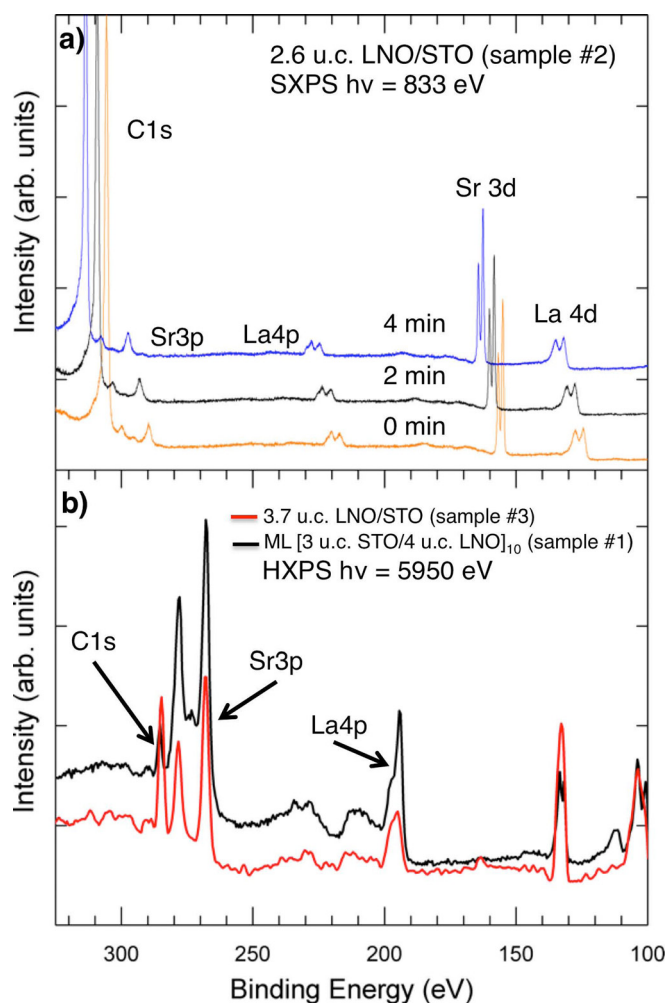 a)
2.6 u.c. LNO/STO (sample #2)
SXPS hν = 833 eV
C1s
Sr 3d
Sr3p
La4p
4 min
La 4d
2 min
0 min
Intensity (arb. units)
b)
3.7 u.c. LNO/STO (sample #3)
ML [3 u.c. STO/4 u.c. LNO]₁₀ (sample #1)
HXPS hν = 5950 eV
C1s
Sr3p
La4p
Intensity (arb. units)
300 250 200 150 100
Binding Energy (eV)